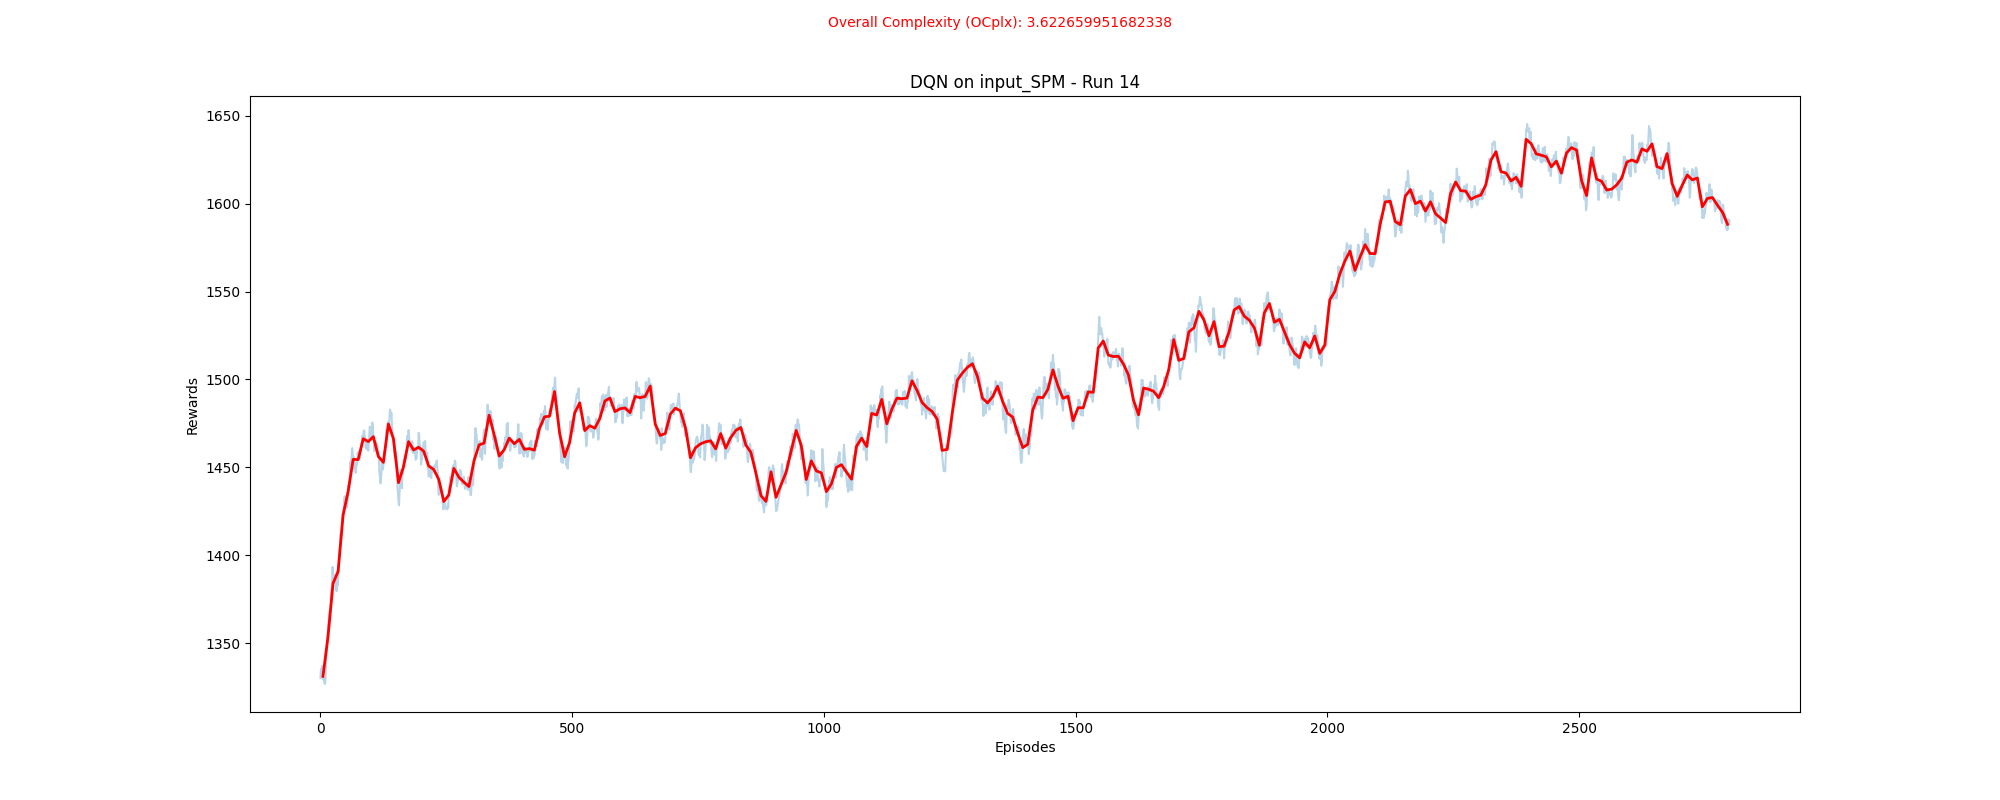 Overall Complexity (OCplx): 3.622659951682338
DQN on input_SPM - Run 14
1650
1600
1550
1500
1450
1400
1350
Rewards
0 500 1000 1500 2000 2500
Episodes